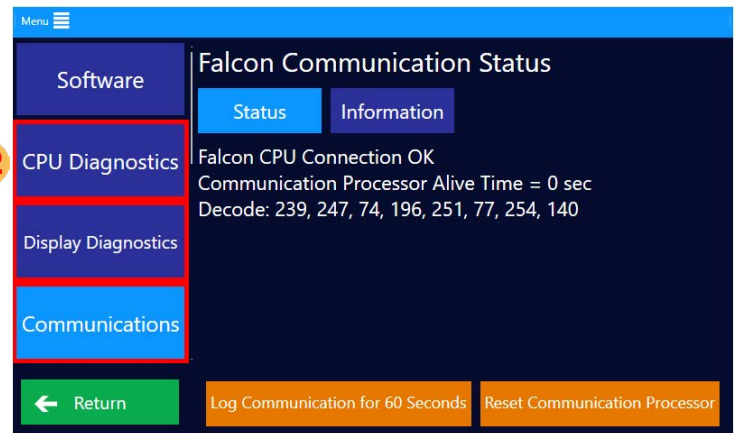 Menu
Software
CPU Diagnostics
Display Diagnostics
Communications
Return
Falcon Communication Status
Status
Information
Falcon CPU Connection OK
Communication Processor Alive Time = 0 sec
Decode: 239, 247, 74, 196, 251, 77, 254, 140
Log Communication for 60 Seconds
Reset Communication Processor